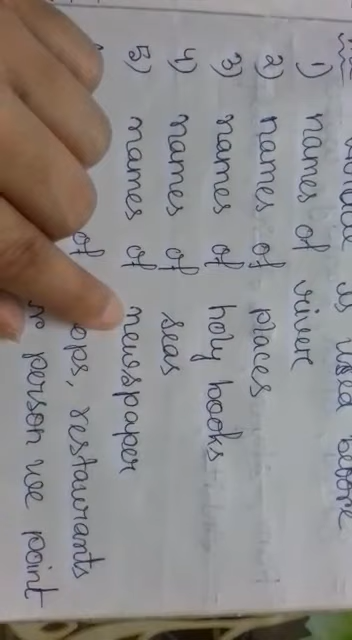 is used before
1) names of river
2) names of places
3) names of holy books
4) names of seas
5) names of newspaper
of restaurants
person we point